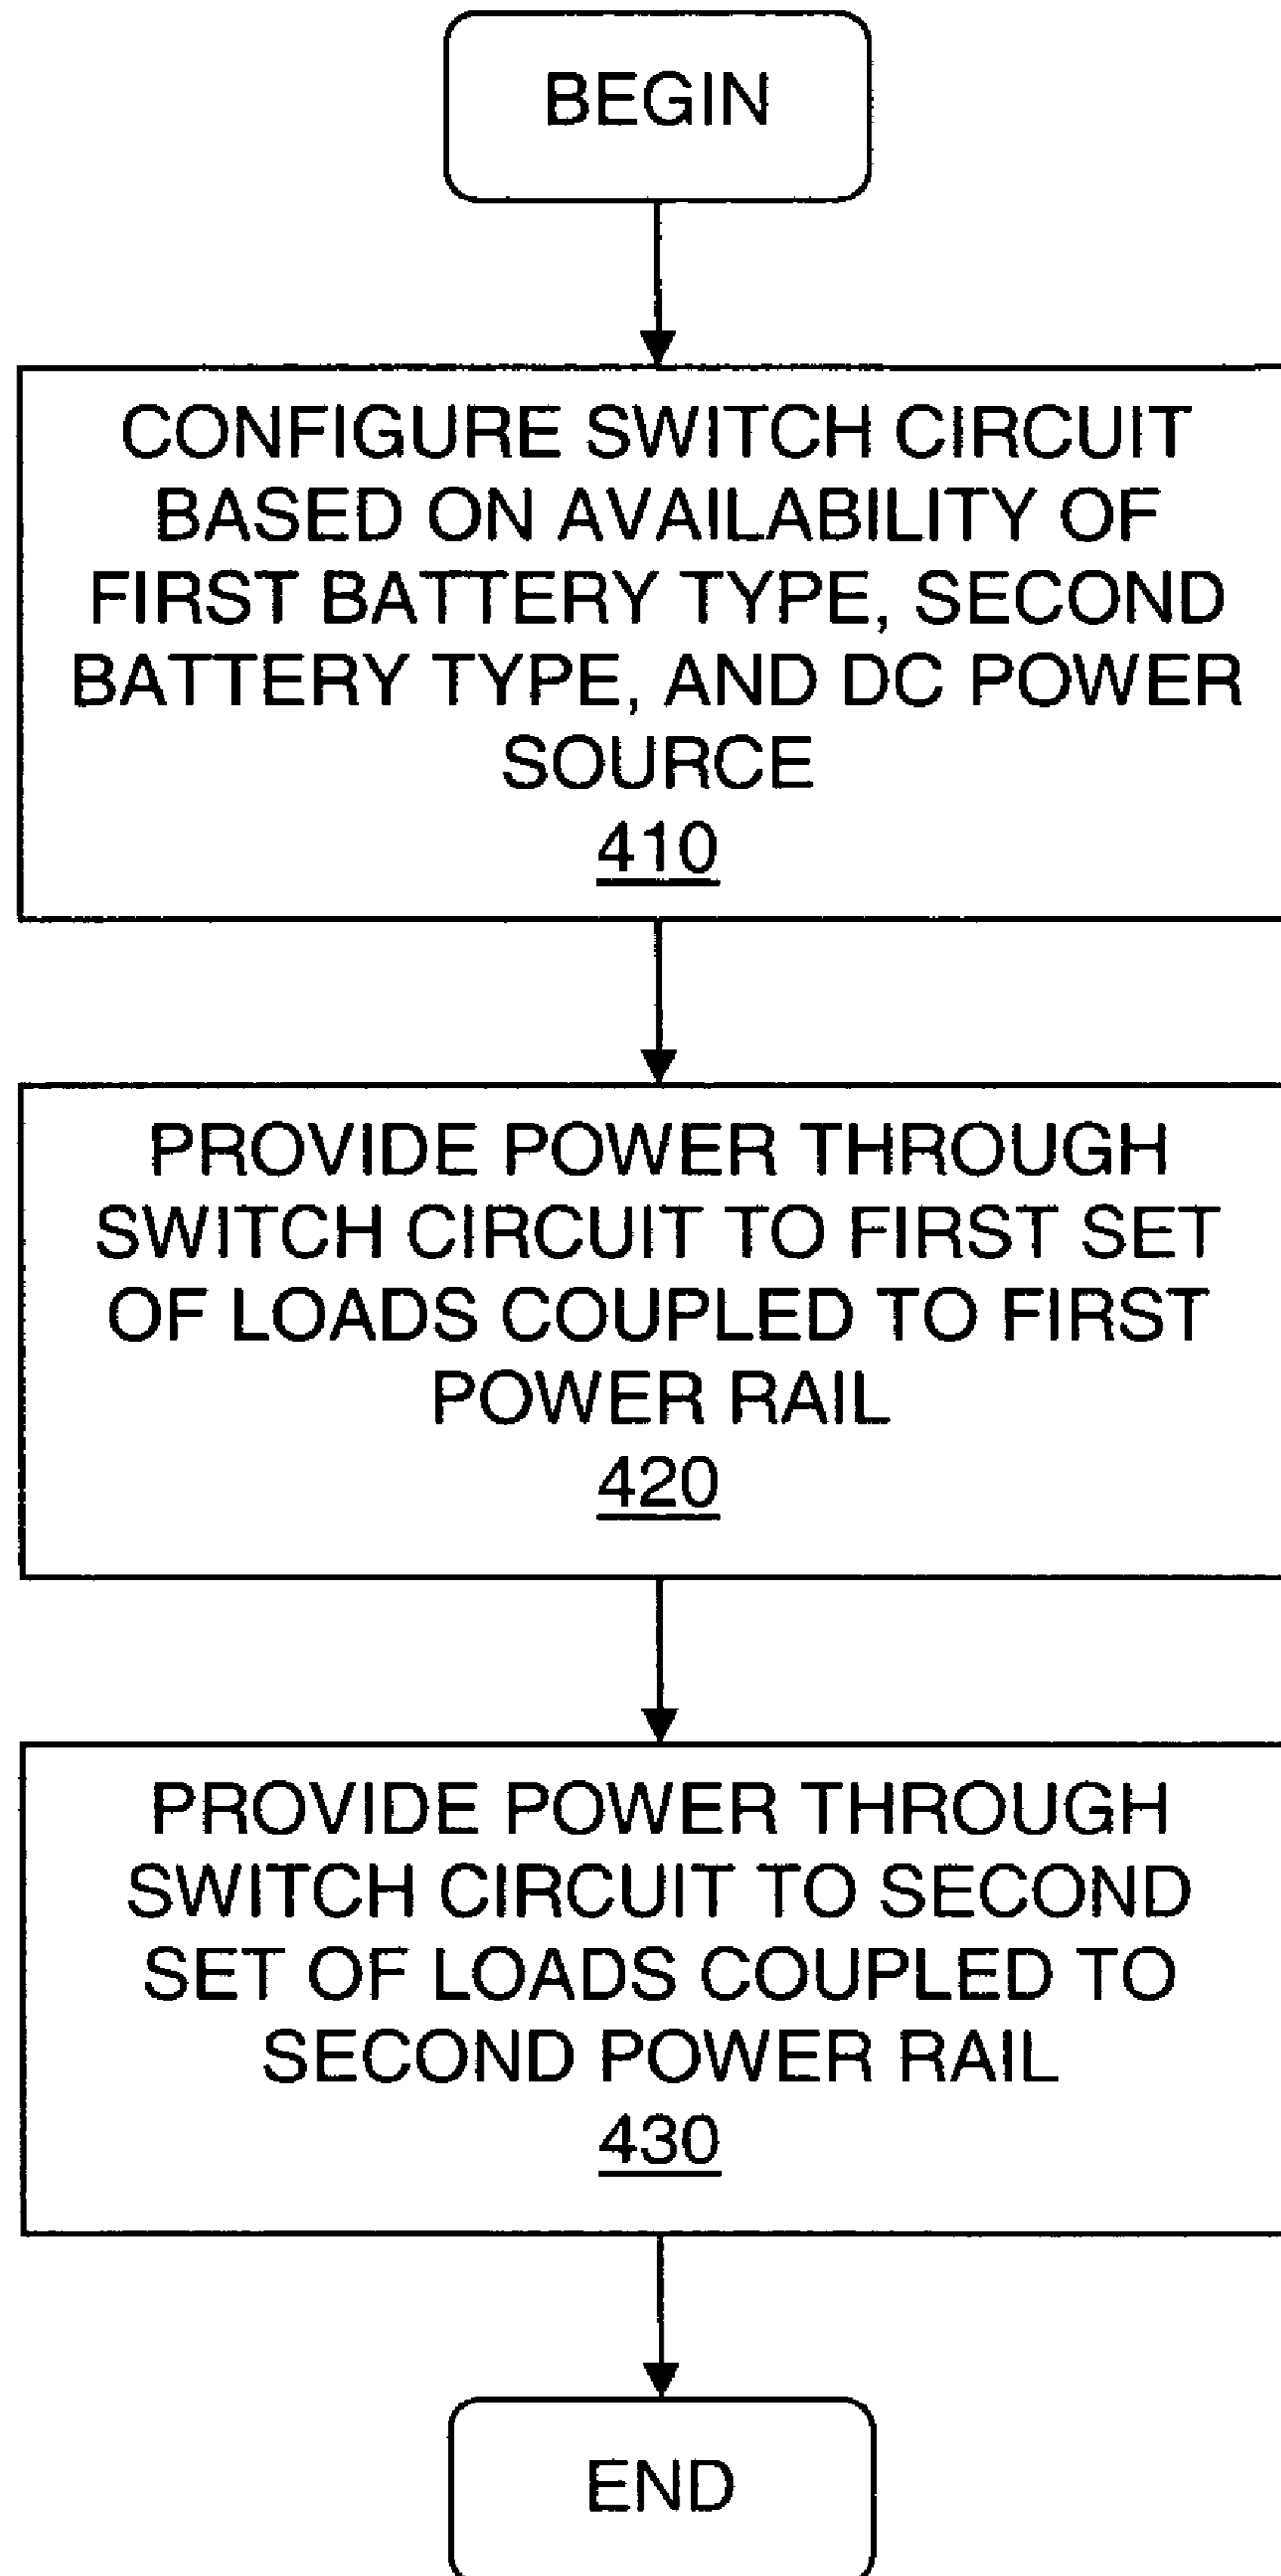 BEGIN
CONFIGURE SWITCH CIRCUIT
BASED ON AVAILABILITY OF
FIRST BATTERY TYPE, SECOND
BATTERY TYPE, AND DC POWER
SOURCE
410
PROVIDE POWER THROUGH
SWITCH CIRCUIT TO FIRST SET
OF LOADS COUPLED TO FIRST
POWER RAIL
420
PROVIDE POWER THROUGH
SWITCH CIRCUIT TO SECOND
SET OF LOADS COUPLED TO
SECOND POWER RAIL
430
END